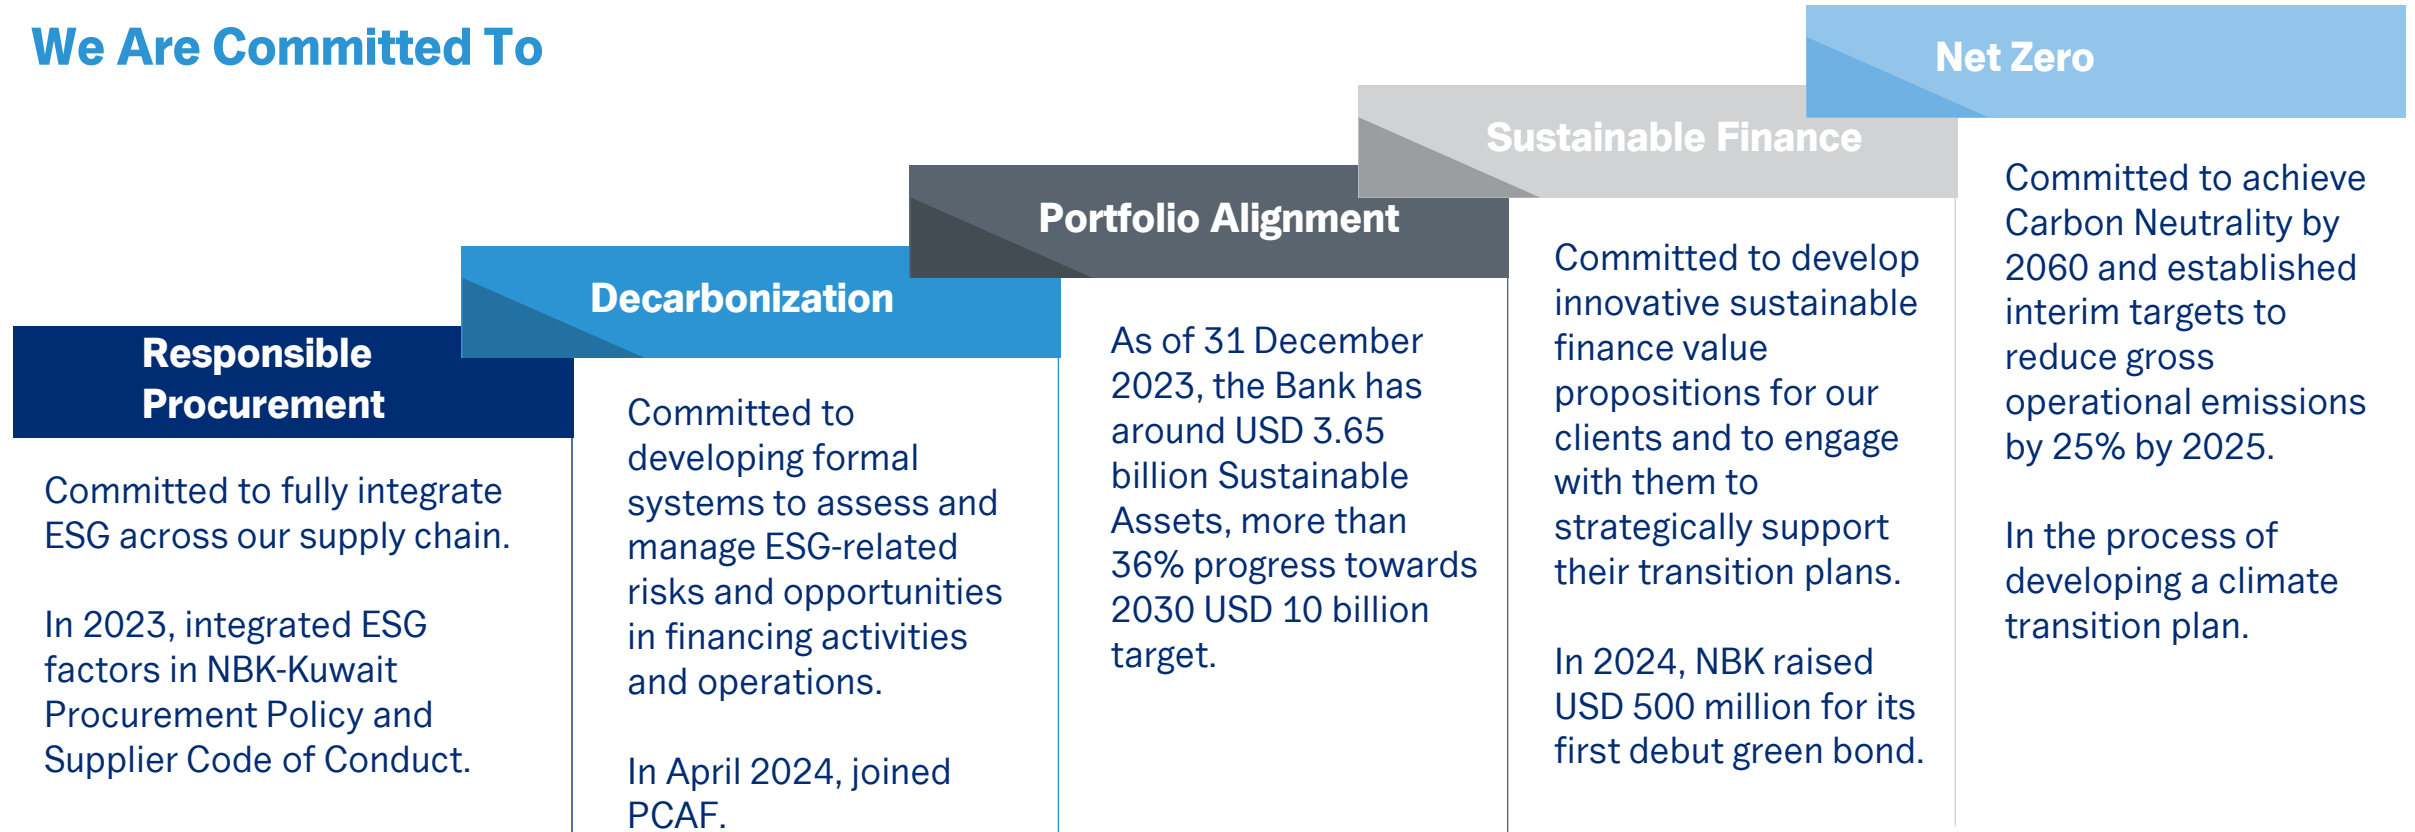 We Are Committed To
Responsible
Procurement
Committed to fully integrate
ESG across our supply chain.
In 2023, integrated ESG
factors in NBK-Kuwait
Procurement Policy and
Supplier Code of Conduct.
Decarbonization
Committed to
developing formal
systems to assess and
manage ESG-related
risks and opportunities
in financing activities
and operations.
In April 2024, joined
PCAF.
Portfolio Alignment
As of 31 December
2023, the Bank has
around USD 3.65
billion Sustainable
Assets, more than
36% progress towards
2030 USD 10 billion
target.
Sustainable Finance
Committed to develop
innovative sustainable
finance value
propositions for our
clients and to engage
with them to
strategically support
their transition plans.
In 2024, NBK raised
USD 500 million for its
first debut green bond.
Net Zero
Committed to achieve
Carbon Neutrality by
2060 and established
interim targets to
reduce gross
operational emissions
by 25% by 2025.
In the process of
developing a climate
transition plan.